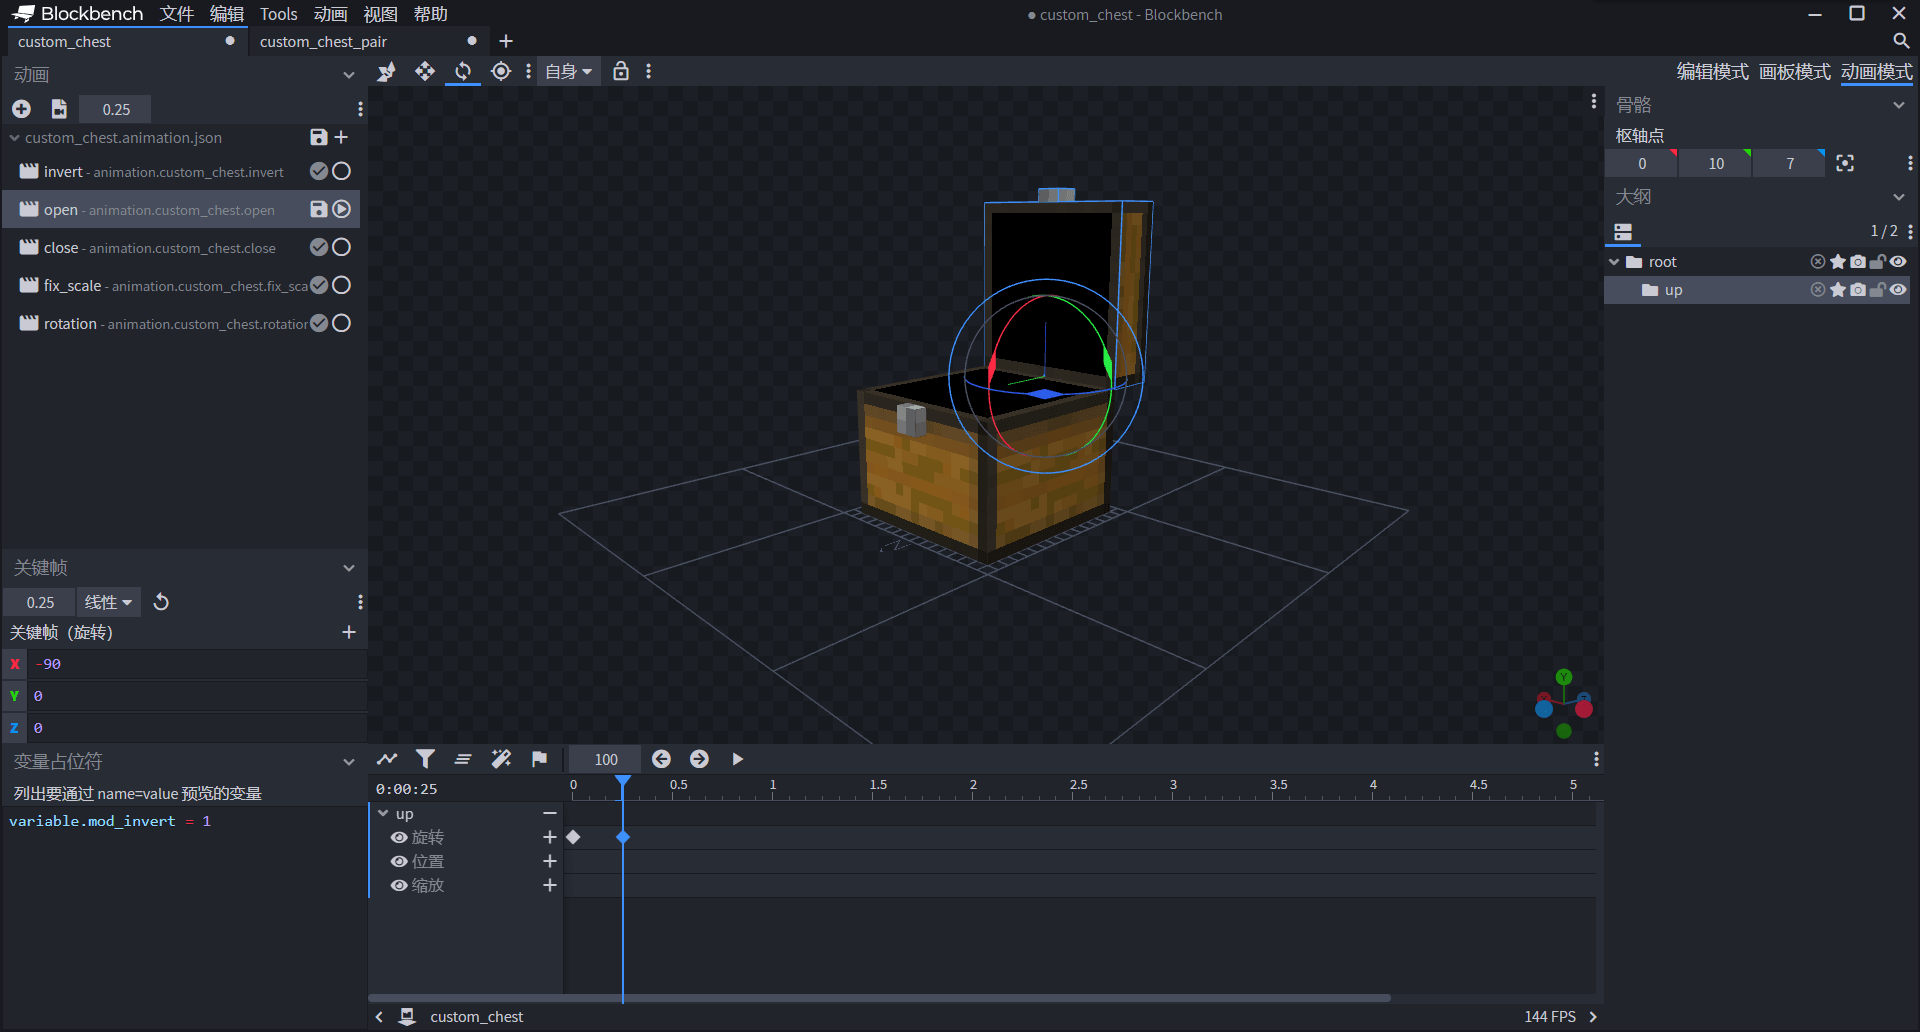 Blockbench 文件 编辑 Tools 动画 视图 帮助
custom_chest - Blockbench
custom_chest
custom_chest_pair
动画
0.25
custom_chest.animation.json
invert - animation.custom_chest.invert
open - animation.custom_chest.open
close - animation.custom_chest.close
fix_scale - animation.custom_chest.fix_sca
rotation - animation.custom_chest.rotation
关键帧
0.25 线性
关键帧（旋转）
X -90
Y 0
Z 0
变量占位符
列出要通过 name=value 预览的变量
variable.mod_invert = 1
自身
Y
100
0:00:25
0 0.5 1 1.5 2 2.5 3 3.5 4 4.5 5
up
旋转
位置
缩放
custom_chest
144 FPS
编辑模式 画板模式 动画模式
骨骼
枢轴点
0 10 7
大纲
1 / 2
root
up